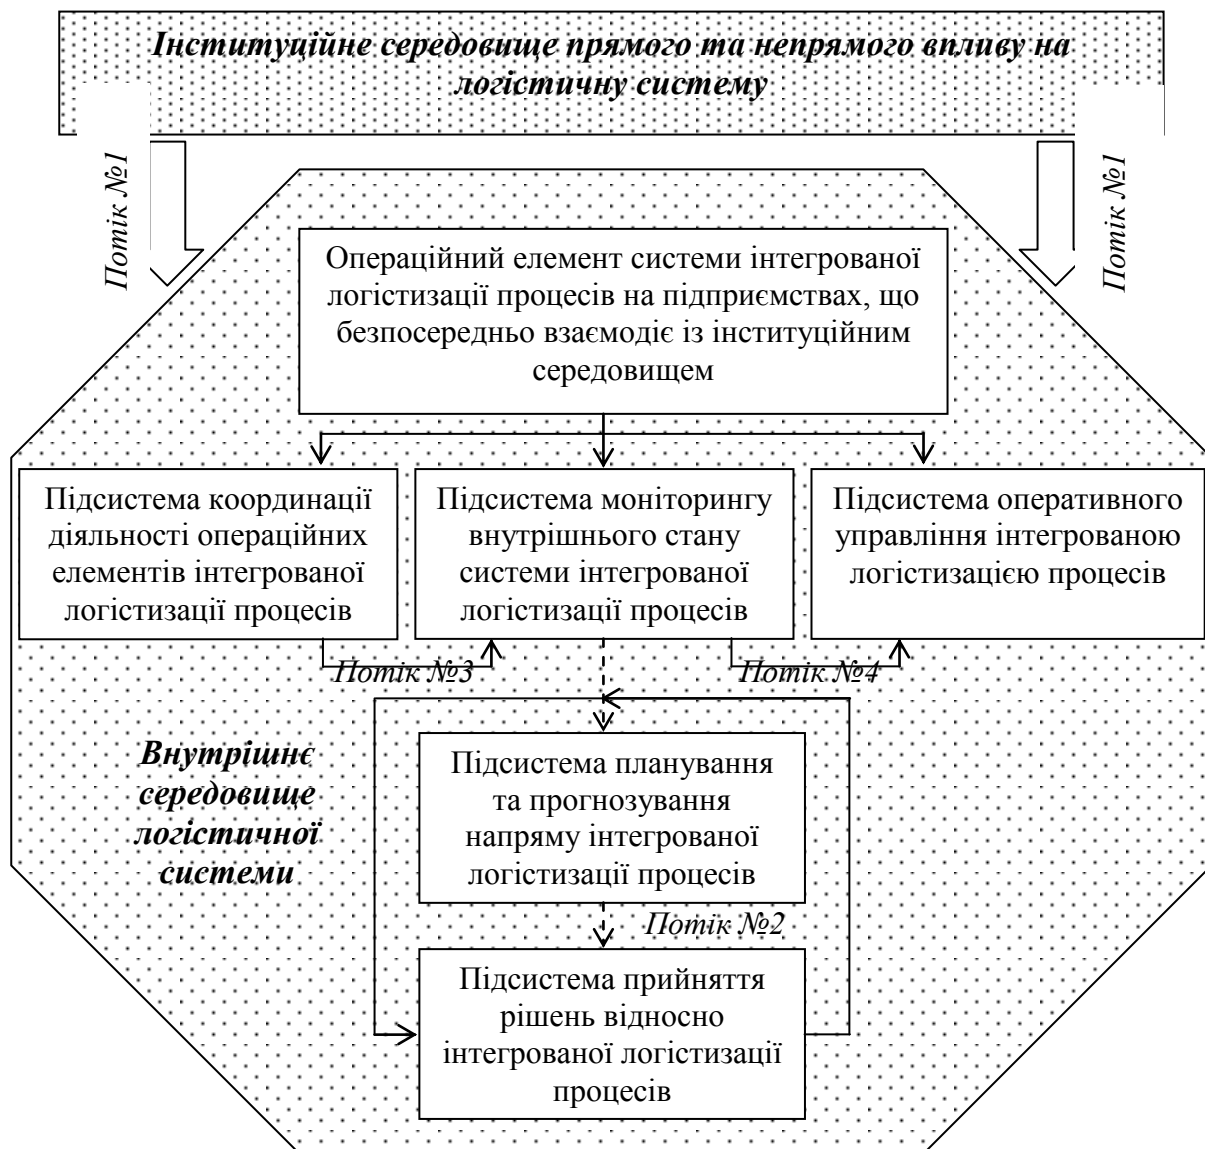 Інституційне середовище прямого та непрямого впливу на
логістичну систему
Потік №1
Потік №1
Операційний елемент системи інтегрованої
логістизації процесів на підприємствах, що
безпосередньо взаємодіє із інституційним
середовищем
Підсистема координації
діяльності операційних
елементів інтегрованої
логістизації процесів
Підсистема моніторингу
внутрішнього стану
системи інтегрованої
логістизації процесів
Підсистема оперативного
управління інтегрованою
логістизацією процесів
Потік №3
Потік №4
Внутрішнє
середовище
логістичної
системи
Підсистема планування
та прогнозування
напряму інтегрованої
логістизації процесів
Потік №2
Підсистема прийняття
рішень відносно
інтегрованої логістизації
процесів